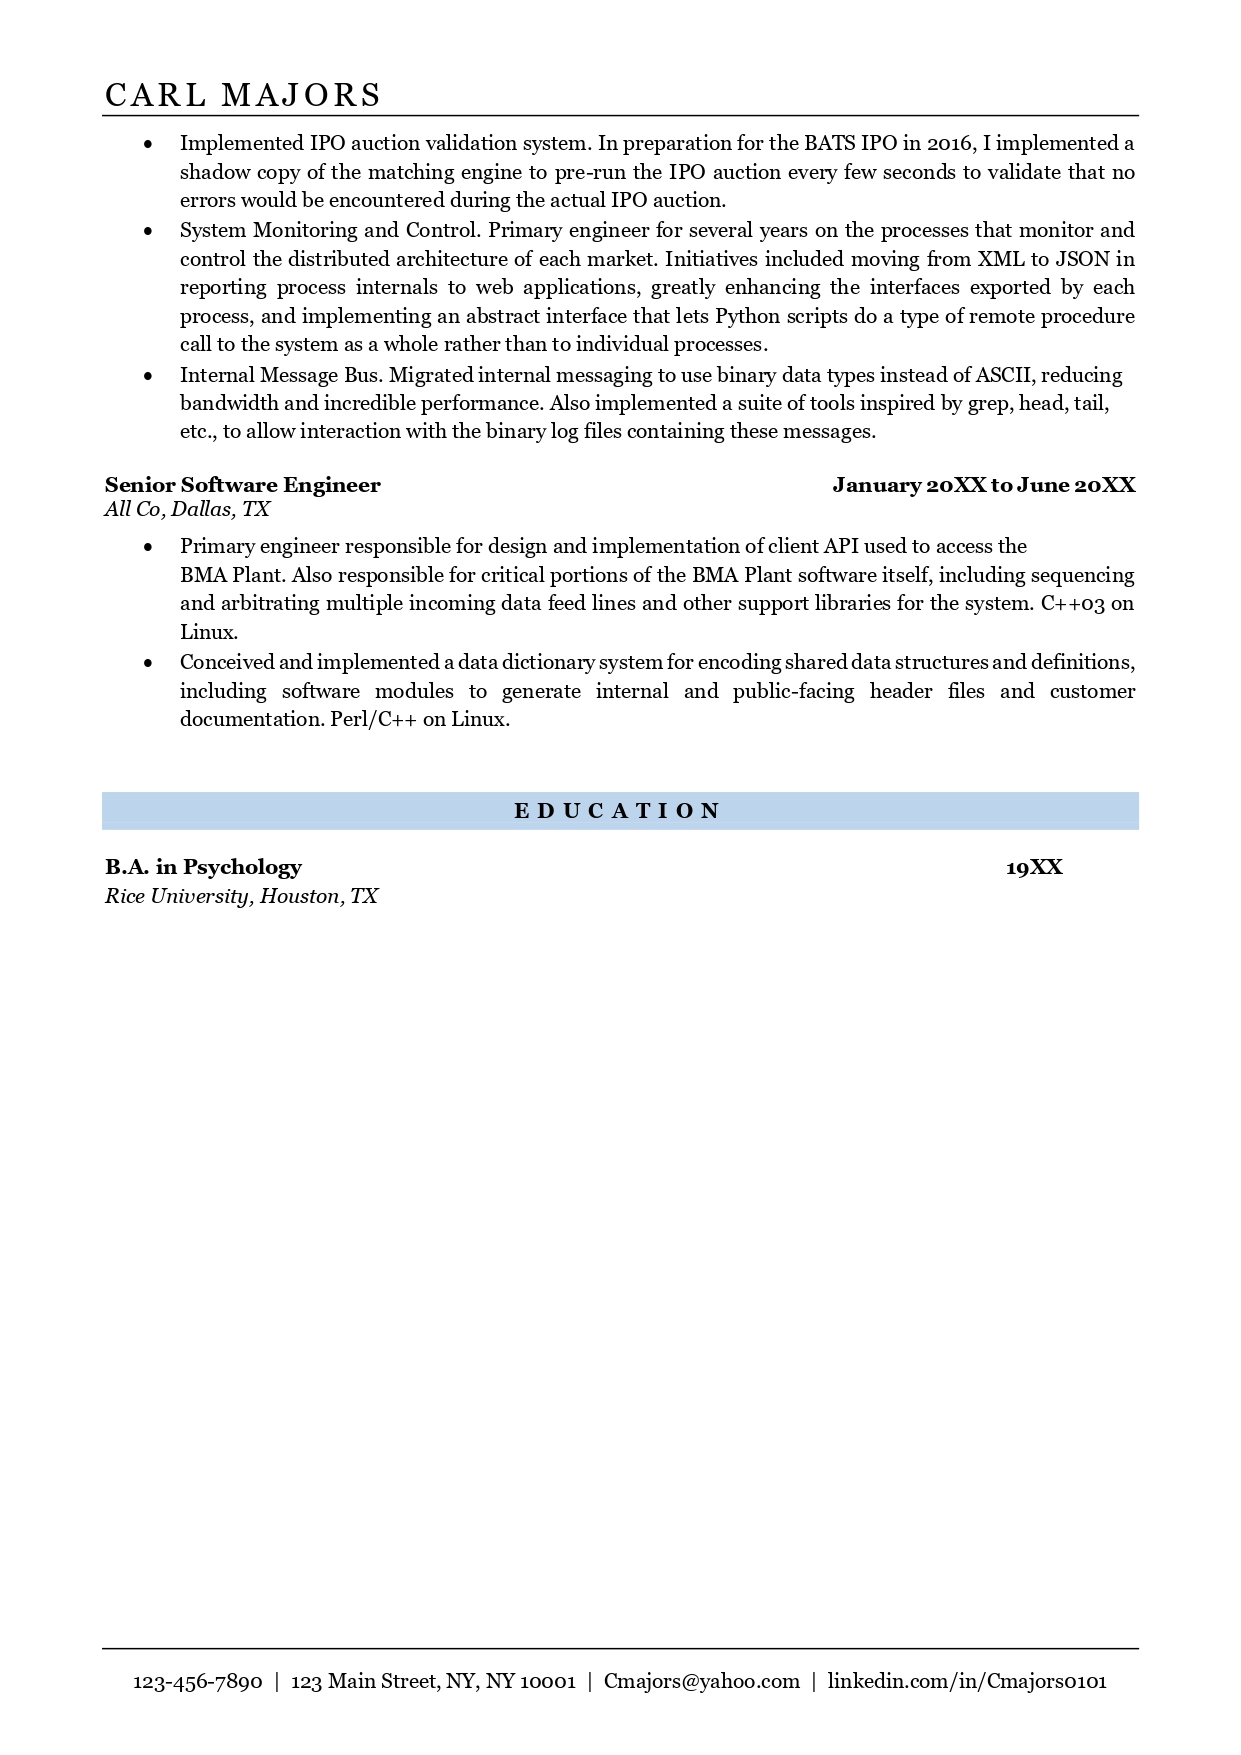 CARL MAJORS
• Implemented IPO auction validation system. In preparation for the BATS IPO in 2016, I implemented a
shadow copy of the matching engine to pre-run the IPO auction every few seconds to validate that no
errors would be encountered during the actual IPO auction.
• System Monitoring and Control. Primary engineer for several years on the processes that monitor and
control the distributed architecture of each market. Initiatives included moving from XML to JSON in
reporting process internals to web applications, greatly enhancing the interfaces exported by each
process, and implementing an abstract interface that lets Python scripts do a type of remote procedure
call to the system as a whole rather than to individual processes.
• Internal Message Bus. Migrated internal messaging to use binary data types instead of ASCII, reducing
bandwidth and incredible performance. Also implemented a suite of tools inspired by grep, head, tail,
etc., to allow interaction with the binary log files containing these messages.
Senior Software Engineer January 20XX to June 20XX
All Co, Dallas, TX
• Primary engineer responsible for design and implementation of client API used to access the
BMA Plant. Also responsible for critical portions of the BMA Plant software itself, including sequencing
and arbitrating multiple incoming data feed lines and other support libraries for the system. C++03 on
Linux.
• Conceived and implemented a data dictionary system for encoding shared data structures and definitions,
including software modules to generate internal and public-facing header files and customer
documentation. Perl/C++ on Linux.
EDUCATION
B.A. in Psychology 19XX
Rice University, Houston, TX
123-456-7890 | 123 Main Street, NY, NY 10001 | Cmajors@yahoo.com | linkedin.com/in/Cmajors0101